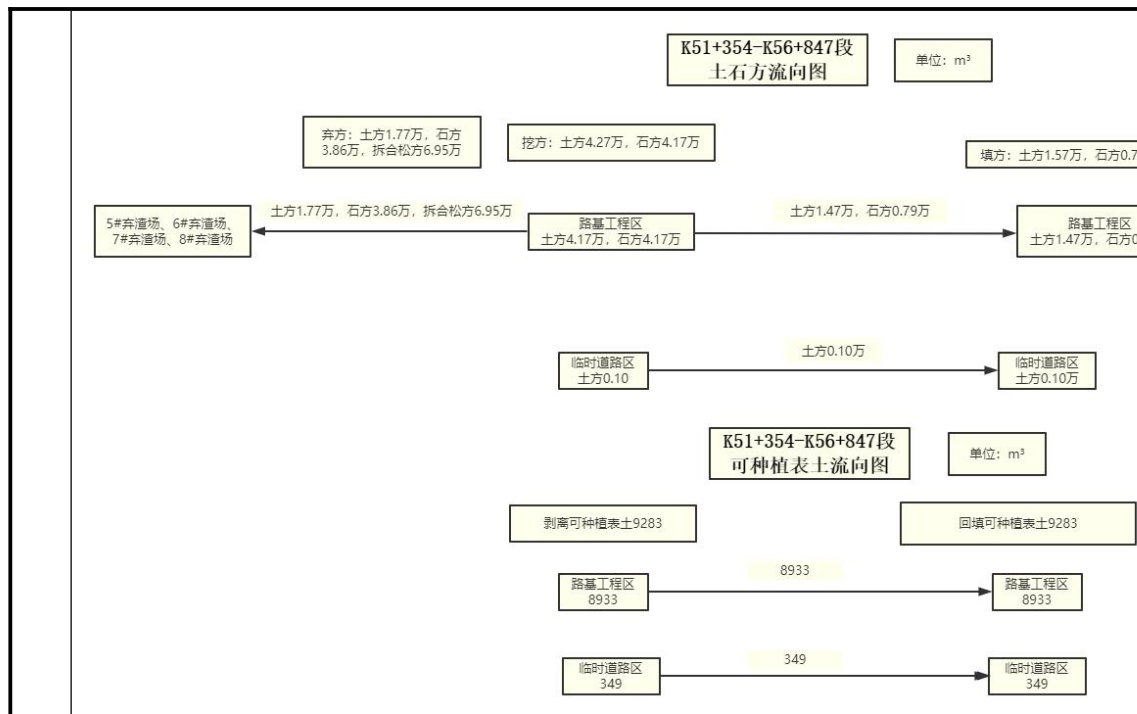 K51+354-K56+847段
土石方流向图
单位：m³
弃方：土方1.77万，石方
3.86万，拆合松方6.95万
挖方：土方4.27万，石方4.17万
填方：土方1.57万，石方0.7
5#弃渣场、6#弃渣场、
7#弃渣场、8#弃渣场
土方1.77万，石方3.86万，拆合松方6.95万
路基工程区
土方4.17万，石方4.17万
土方1.47万，石方0.79万
路基工程区
土方1.47万，石方0
临时道路区
土方0.10
土方0.10万
临时道路区
土方0.10万
K51+354-K56+847段
可种植表土流向图
单位：m³
剥离可种植表土9283
回填可种植表土9283
路基工程区
8933
8933
路基工程区
8933
临时道路区
349
349
临时道路区
349